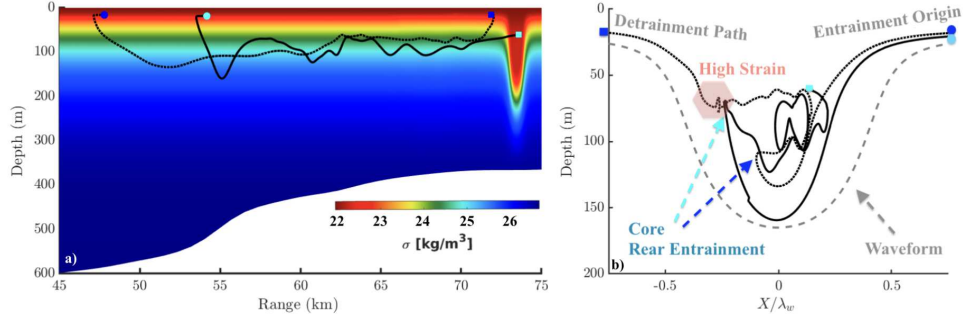 0
100
200
300
400
500
600
Depth (m)
45
50
55
60
65
70
75
Range (km)
22
23
24
25
26
σ [kg/m³]
a)
0
50
100
150
200
Depth (m)
-0.5
0
0.5
X/λw
b)
Detrainment Path
Entrainment Origin
High Strain
Core
Rear Entrainment
Waveform